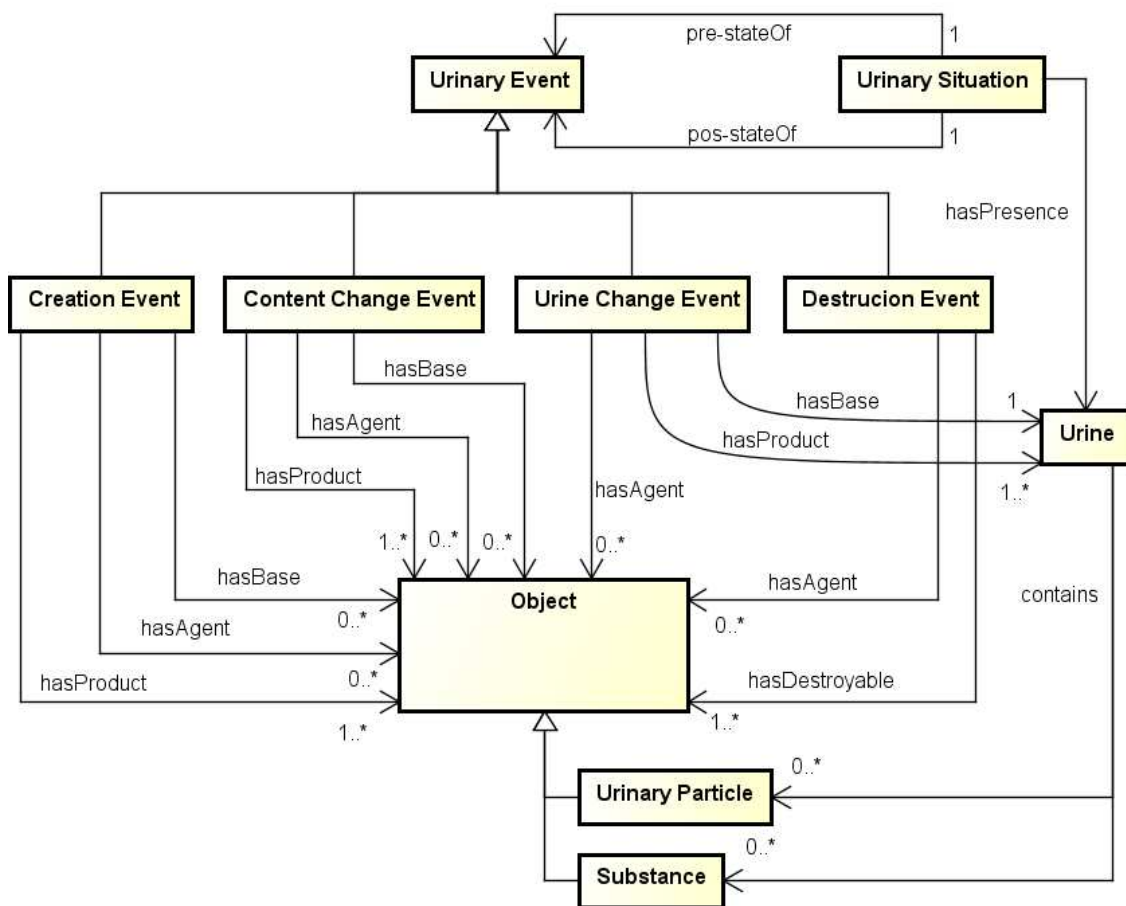 pre-stateOf
1
Urinary Event
Urinary Situation
pos-stateOf
1
hasPresence
Creation Event
Content Change Event
Urine Change Event
Destrucion Event
hasBase
hasBase
1
hasAgent
Urine
hasProduct
hasProduct
hasAgent
1..*
1..*
0..*
0..*
0..*
hasBase
Object
hasAgent
contains
0..*
0..*
hasAgent
hasProduct
0..*
hasDestroyable
1..*
1..*
0..*
Urinary Particle
0..*
Substance